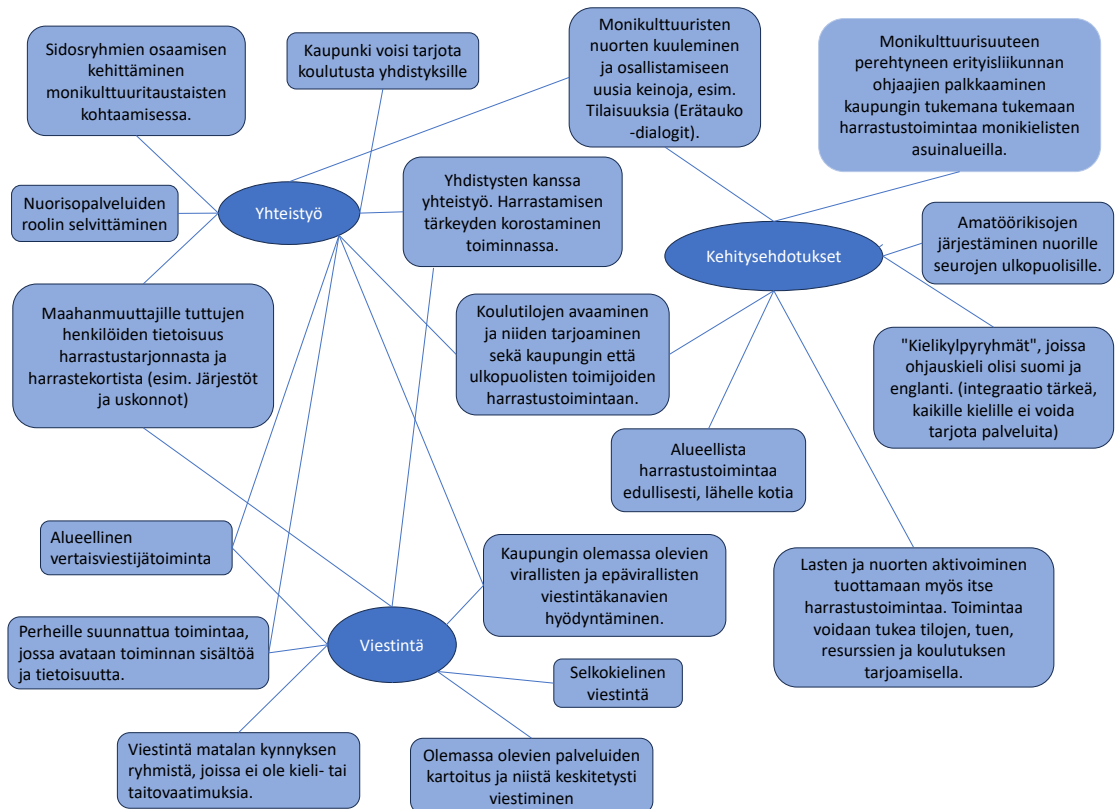 Sidosryhmien osaamisen
kehittäminen
monikulttuuritaustaisten
kohtaamisessa.
Kaupunki voisi tarjota
koulutusta yhdistyksille
Monikulttuuristen
nuorten kuuleminen
ja osallistamiseen
uusia keinoja, esim.
Tilaisuuksia (Erätauko
-dialogit).
Monikulttuurisuuteen
perehtyneen erityisliikunnan
ohjaajien palkkaaminen
kaupungin tukemana tukemaan
harrastustoimintaa monikielisten
asuinalueilla.
Nuorisopalveluiden
roolin selvittäminen
Yhteistyö
Yhdistysten kanssa
yhteistyö. Harrastamisen
tärkeyden korostaminen
toiminnassa.
Kehitysehdotukset
Amatöörikisojen
järjestäminen nuorille
seurojen ulkopuolisille.
Maahanmuuttajille tuttujen
henkilöiden tietoisuus
harrastustarjonnasta ja
harrastekortista (esim. Järjestöt
ja uskonnot)
Koulutilojen avaaminen
ja niiden tarjoaminen
sekä kaupungin että
ulkopuolisten toimijoiden
harrastustoimintaan.
"Kielikylpyryhmät", joissa
ohjauskieli olisi suomi ja
englanti. (integraatio tärkeä,
kaikille kielille ei voida
tarjota palveluita)
Alueellista
harrastustoimintaa
edullisesti, lähelle kotia
Alueellinen
vertaisviestijätoiminta
Kaupungin olemassa olevien
virallisten ja epävirallisten
viestintäkanavien
hyödyntäminen.
Lasten ja nuorten aktivoiminen
tuottamaan myös itse
harrastustoimintaa. Toimintaa
voidaan tukea tilojen, tuen,
resurssien ja koulutuksen
tarjoamisella.
Perheille suunnattua toimintaa,
jossa avataan toiminnan sisältöä
ja tietoisuutta.
Viestintä
Selkokielinen
viestintä
Viestintä matalan kynnyksen
ryhmistä, joissa ei ole kieli- tai
taitovaatimuksia.
Olemassa olevien palveluiden
kartoitus ja niistä keskitetysti
viestiminen